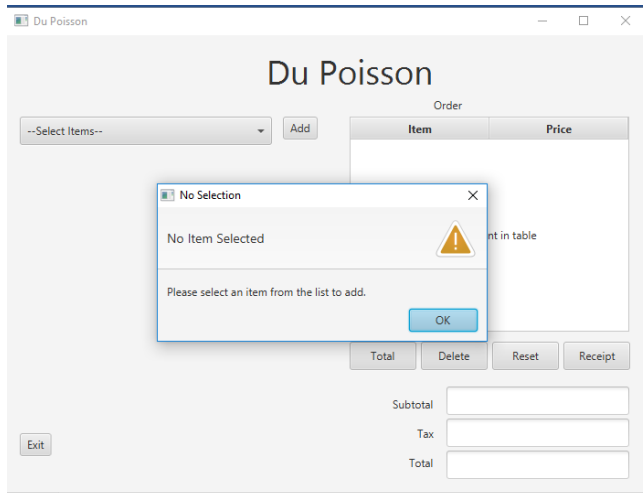 Du Poisson
Du Poisson
Order
--Select Items--
Add
Item Price
No Selection
No Item Selected
in table
Please select an item from the list to add.
OK
Total Delete Reset Receipt
Subtotal
Tax
Total
Exit